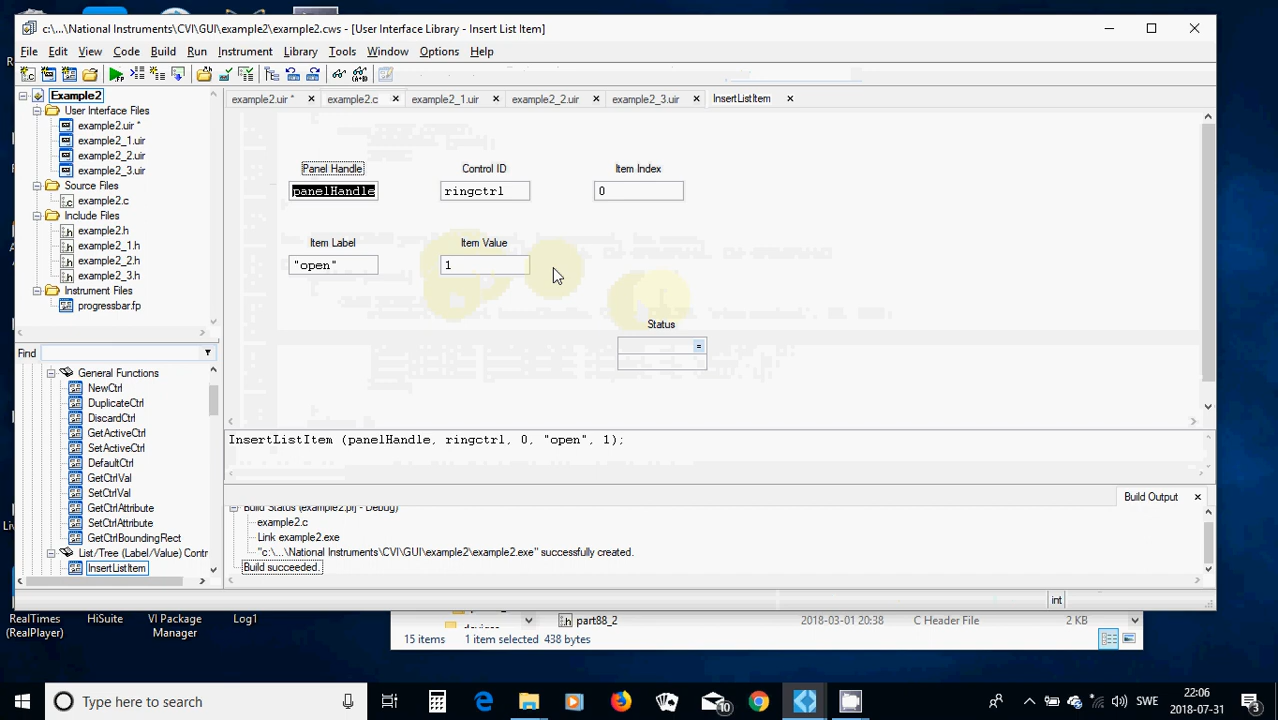 c:\...\National Instruments\CVI\GUI\example2\example2.cws - [User Interface Library - Insert List Item]
File Edit View Code Build Run Instrument Library Tools Window Options Help
example2.uir * example2.c example2_1.uir example2_2.uir example2_3.uir InsertListItem
Example2
User Interface Files
example2.uir *
example2_1.uir
example2_2.uir
example2_3.uir
Source Files
example2.c
Include Files
example2.h
example2_1.h
example2_2.h
example2_3.h
Instrument Files
progressbar.fp
Find
General Functions
NewCtrl
DuplicateCtrl
DiscardCtrl
GetActiveCtrl
SetActiveCtrl
DefaultCtrl
GetCtrlVal
SetCtrlVal
GetCtrlAttribute
SetCtrlAttribute
GetCtrlBoundingRect
List/Tree (Label/Value) Contr
InsertListItem
Panel Handle Control ID Item Index
panelHandle ringctrl 0
Item Label Item Value
"open" 1
Status
=
InsertListItem (panelHandle, ringctrl, 0, "open", 1);
Build Output
Build Status (example2.prj - Debug)
example2.c
Link example2.exe
"c:\...\National Instruments\CVI\GUI\example2\example2.exe" successfully created.
Build succeeded.
int
RealTimes (RealPlayer)
HiSuite
VI Package Manager
Log1
part88_2 2018-03-01 20:38 C Header File 2 KB
15 items 1 item selected 438 bytes
Type here to search
10
SWE
22:06
2018-07-31
3